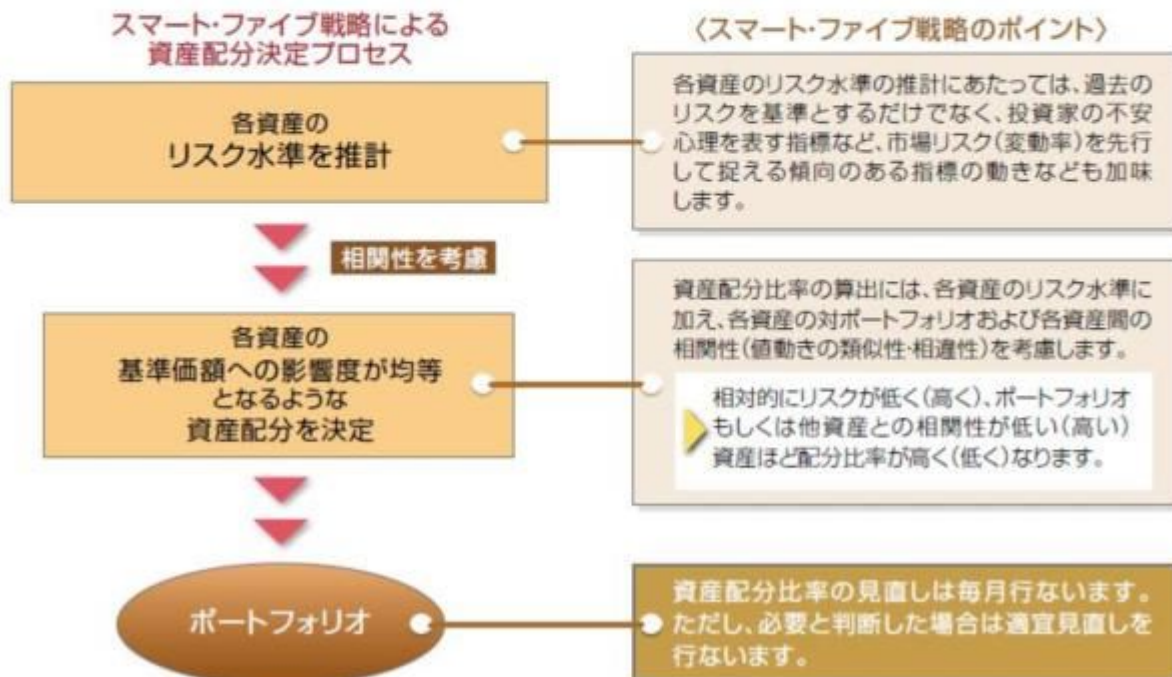 スマート・ファイブ戦略による
資産配分決定プロセス
〈スマート・ファイブ戦略のポイント〉
各資産の
リスク水準を推計
各資産のリスク水準の推計にあたっては、過去の
リスクを基準とするだけでなく、投資家の不安
心理を表す指標など、市場リスク(変動率)を先行
して捉える傾向のある指標の動きなども加味
します。
相関性を考慮
各資産の
基準価額への影響度が均等
となるような
資産配分を決定
資産配分比率の算出には、各資産のリスク水準に
加え、各資産の対ポートフォリオおよび各資産間の
相関性(値動きの類似性・相違性)を考慮します。
相対的にリスクが低く(高く)、ポートフォリオ
もしくは他資産との相関性が低い(高い)
資産ほど配分比率が高く(低く)なります。
ポートフォリオ
資産配分比率の見直しは毎月行ないます。
ただし、必要と判断した場合は適宜見直しを
行ないます。